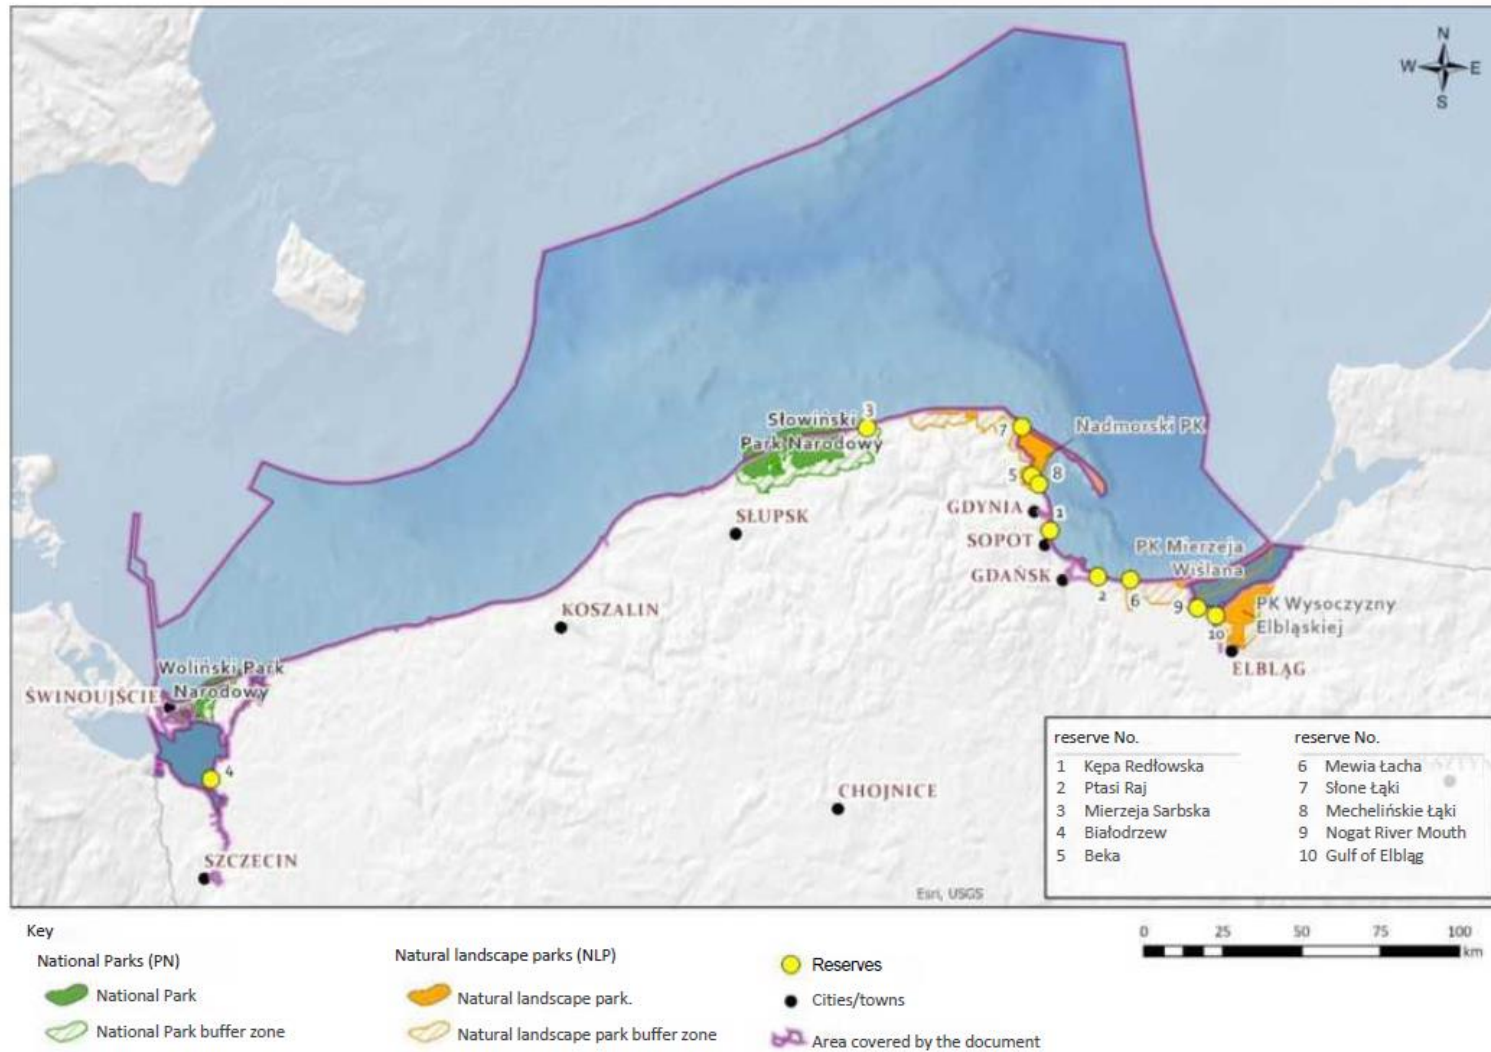 N
W E
S
Słowiński
Park Narodowy
3
7
Nadmorski PK
5
8
GDYNIA
1
SŁUPSK
SOPOT
PK Mierzeja
Wiślana
GDAŃSK
2
6
9
PK Wysoczyzny
Elbląskiej
10
KOSZALIN
ELBLĄG
Woliński Park
Narodowy
ŚWINOUJŚCIE
4
CHOJNICE
SZCZECIN
reserve No.
1 Kępa Redłowska
2 Ptasi Raj
3 Mierzeja Sarbska
4 Białodrzew
5 Beka
reserve No.
6 Mewia Łacha
7 Słone Łąki
8 Mechelińskie Łąki
9 Nogat River Mouth
10 Gulf of Elbląg
Esri, USGS
Key
National Parks (PN)
National Park
National Park buffer zone
Natural landscape parks (NLP)
Natural landscape park.
Natural landscape park buffer zone
Reserves
Cities/towns
Area covered by the document
0 25 50 75 100
km